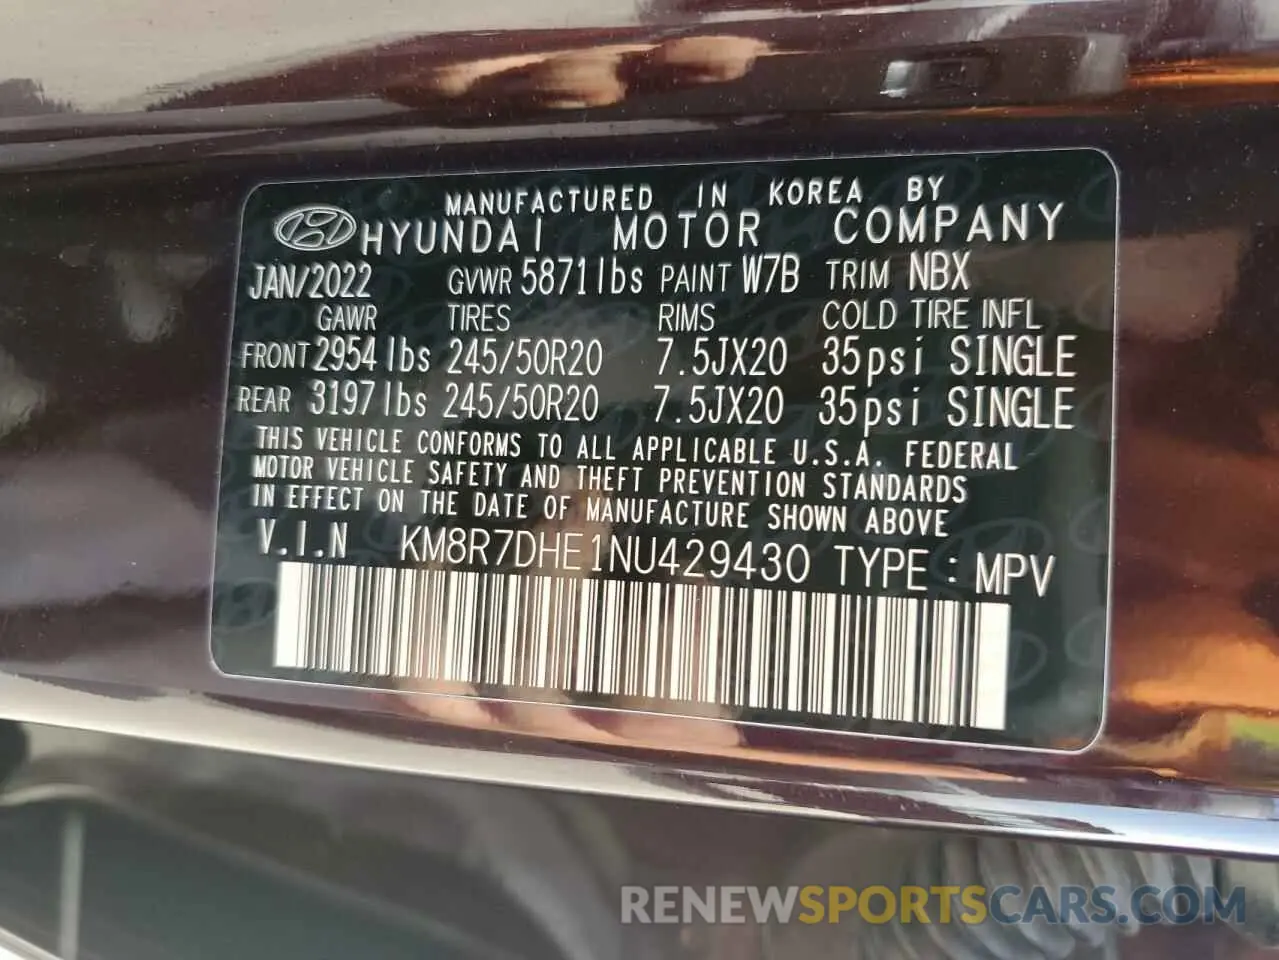 MANUFACTURED IN KOREA BY
HYUNDAI MOTOR COMPANY
JAN/2022 GVWR 5871lbs PAINT W7B TRIM NBX
GAWR TIRES RIMS COLD TIRE INFL
FRONT 2954lbs 245/50R20 7.5JX20 35psi SINGLE
REAR 3197lbs 245/50R20 7.5JX20 35psi SINGLE
THIS VEHICLE CONFORMS TO ALL APPLICABLE U.S.A. FEDERAL
MOTOR VEHICLE SAFETY AND THEFT PREVENTION STANDARDS
IN EFFECT ON THE DATE OF MANUFACTURE SHOWN ABOVE
V.I.N KM8R7DHE1NU429430 TYPE : MPV
RENEWSPORTSCARS.COM